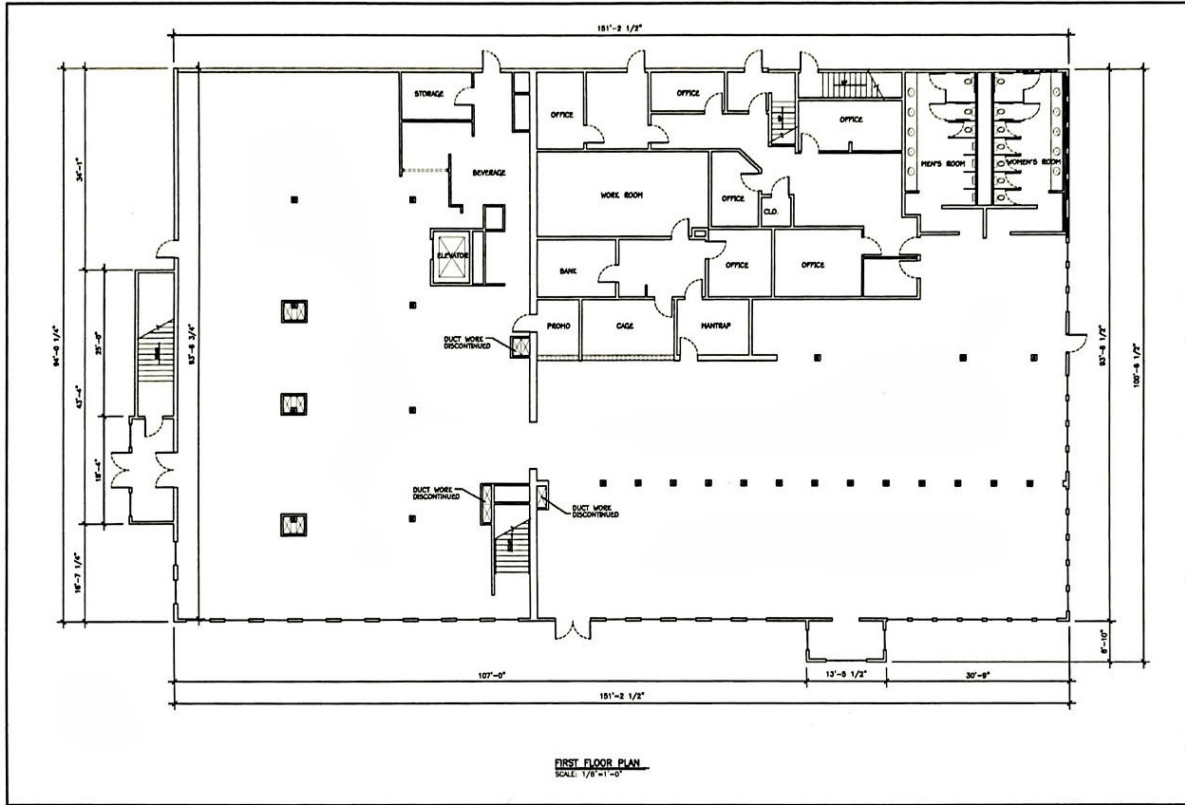 151'-2 1/2"
STORAGE
OFFICE
OFFICE
OFFICE
MEN'S ROOM
WOMEN'S ROOM
BEVERAGE
WORK ROOM
OFFICE
CLO.
ELEVATOR
BANK
OFFICE
OFFICE
PROMO
CAGE
MANTRAP
DUCT WORK
DISCONTINUED
DUCT WORK
DISCONTINUED
DUCT WORK
DISCONTINUED
34'-1"
94'-0 1/4"
93'-6 3/4"
25'-0"
43'-4"
18'-4"
16'-7 1/4"
93'-8 1/2"
100'-6 1/2"
6'-10"
107'-0"
13'-5 1/2"
30'-9"
151'-2 1/2"
FIRST FLOOR PLAN
SCALE: 1/8"=1'-0"